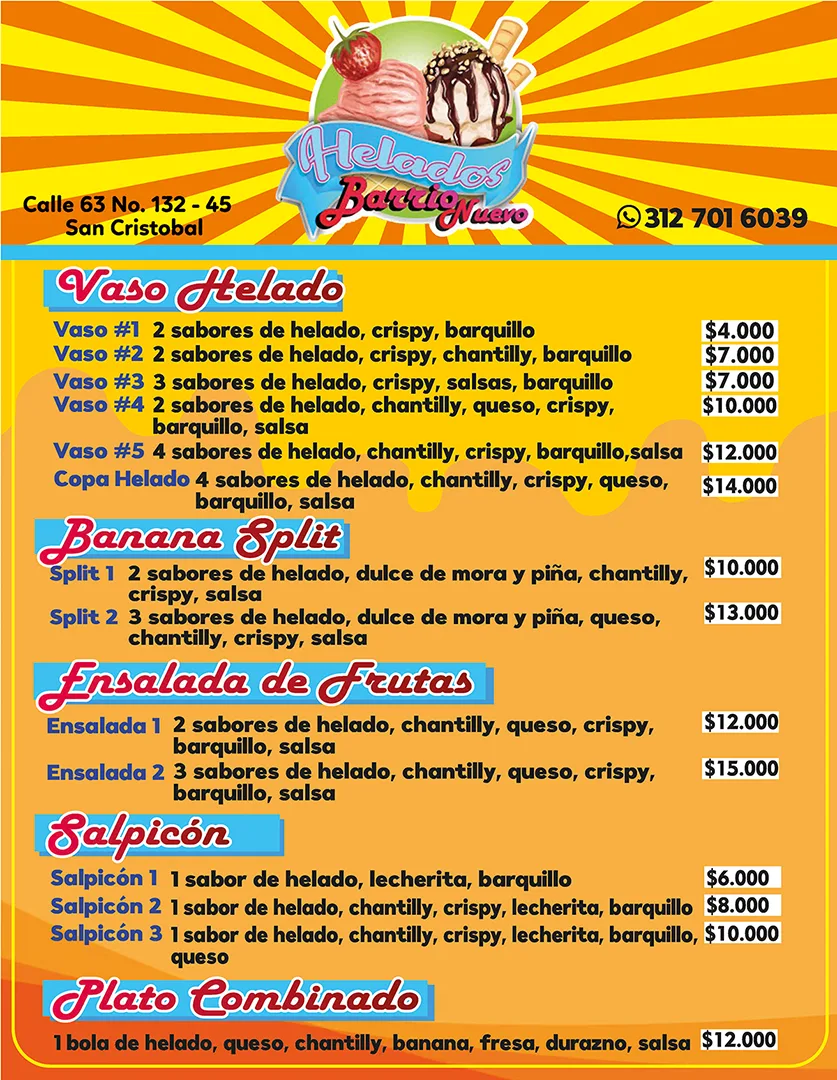 Helados
Barrio
Nuevo
Calle 63 No. 132 - 45
San Cristobal
312 701 6039
Vaso Helado
Vaso #1 2 sabores de helado, crispy, barquillo $4.000
Vaso #2 2 sabores de helado, crispy, chantilly, barquillo $7.000
Vaso #3 3 sabores de helado, crispy, salsas, barquillo $7.000
Vaso #4 2 sabores de helado, chantilly, queso, crispy, $10.000
barquillo, salsa
Vaso #5 4 sabores de helado, chantilly, crispy, barquillo,salsa $12.000
Copa Helado 4 sabores de helado, chantilly, crispy, queso, $14.000
barquillo, salsa
Banana Split
Split 1 2 sabores de helado, dulce de mora y piña, chantilly, $10.000
crispy, salsa
Split 2 3 sabores de helado, dulce de mora y piña, queso, $13.000
chantilly, crispy, salsa
Ensalada de Frutas
Ensalada 1 2 sabores de helado, chantilly, queso, crispy, $12.000
barquillo, salsa
Ensalada 2 3 sabores de helado, chantilly, queso, crispy, $15.000
barquillo, salsa
Salpicón
Salpicón 1 1 sabor de helado, lecherita, barquillo $6.000
Salpicón 2 1 sabor de helado, chantilly, crispy, lecherita, barquillo $8.000
Salpicón 3 1 sabor de helado, chantilly, crispy, lecherita, barquillo, $10.000
queso
Plato Combinado
1 bola de helado, queso, chantilly, banana, fresa, durazno, salsa $12.000